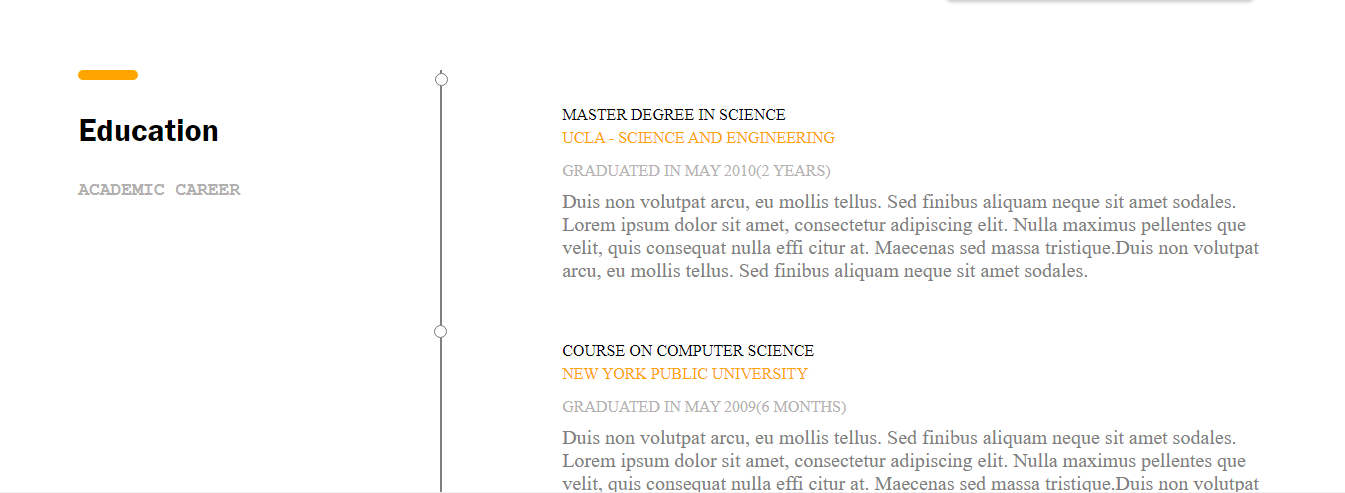 Education
ACADEMIC CAREER
MASTER DEGREE IN SCIENCE
UCLA - SCIENCE AND ENGINEERING
GRADUATED IN MAY 2010(2 YEARS)
Duis non volutpat arcu, eu mollis tellus. Sed finibus aliquam neque sit amet sodales.
Lorem ipsum dolor sit amet, consectetur adipiscing elit. Nulla maximus pellentes que
velit, quis consequat nulla effi citur at. Maecenas sed massa tristique.Duis non volutpat
arcu, eu mollis tellus. Sed finibus aliquam neque sit amet sodales.
COURSE ON COMPUTER SCIENCE
NEW YORK PUBLIC UNIVERSITY
GRADUATED IN MAY 2009(6 MONTHS)
Duis non volutpat arcu, eu mollis tellus. Sed finibus aliquam neque sit amet sodales.
Lorem ipsum dolor sit amet, consectetur adipiscing elit. Nulla maximus pellentes que
velit, quis consequat nulla effi citur at. Maecenas sed massa tristique.Duis non volutpat